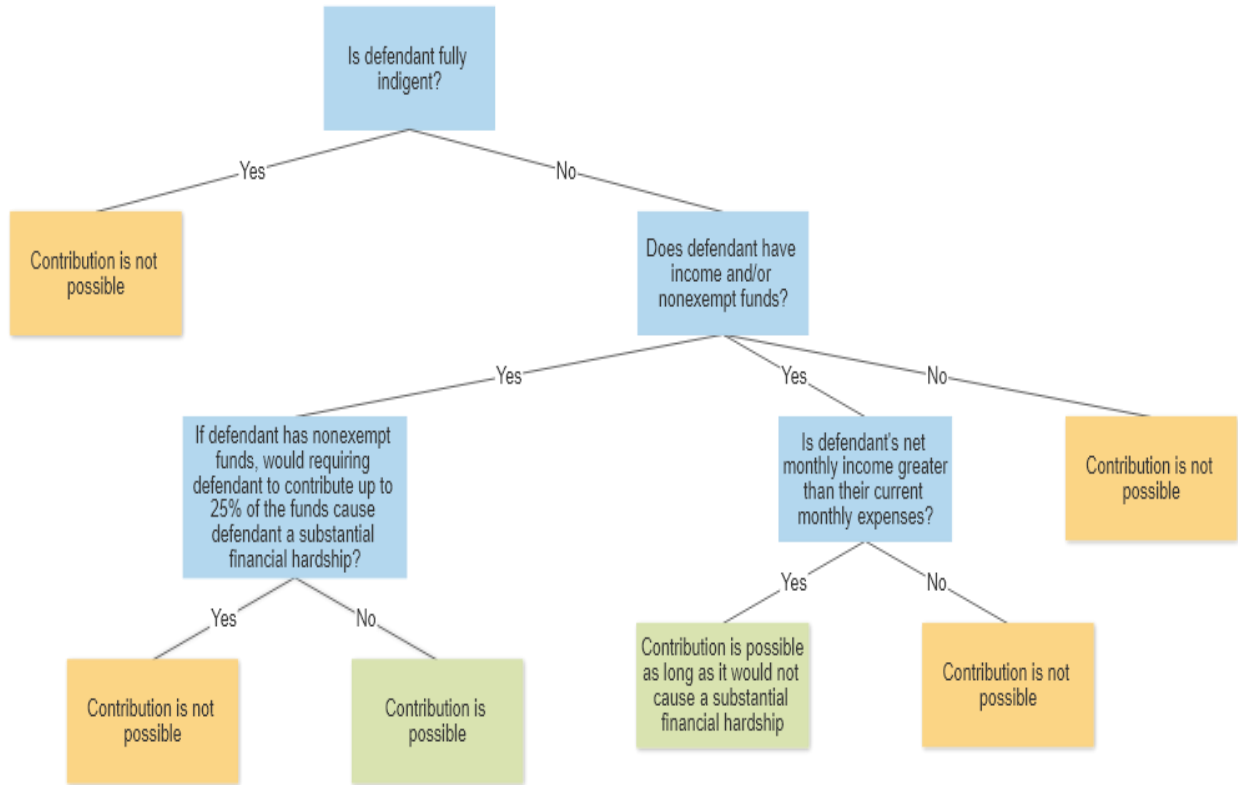 Is defendant fully
indigent?
Yes
No
Contribution is not
possible
Does defendant have
income and/or
nonexempt funds?
Yes
Yes
No
If defendant has nonexempt
funds, would requiring
defendant to contribute up to
25% of the funds cause
defendant a substantial
financial hardship?
Is defendant's net
monthly income greater
than their current
monthly expenses?
Contribution is not
possible
Yes
No
Yes
No
Contribution is not
possible
Contribution is
possible
Contribution is possible
as long as it would not
cause a substantial
financial hardship
Contribution is not
possible